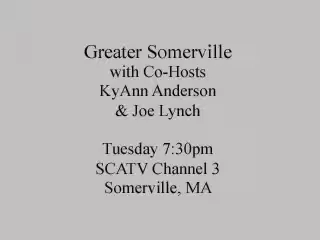 Greater Somerville
with Co-Hosts
KyAnn Anderson
& Joe Lynch
Tuesday 7:30pm
SCATV Channel 3
Somerville, MA